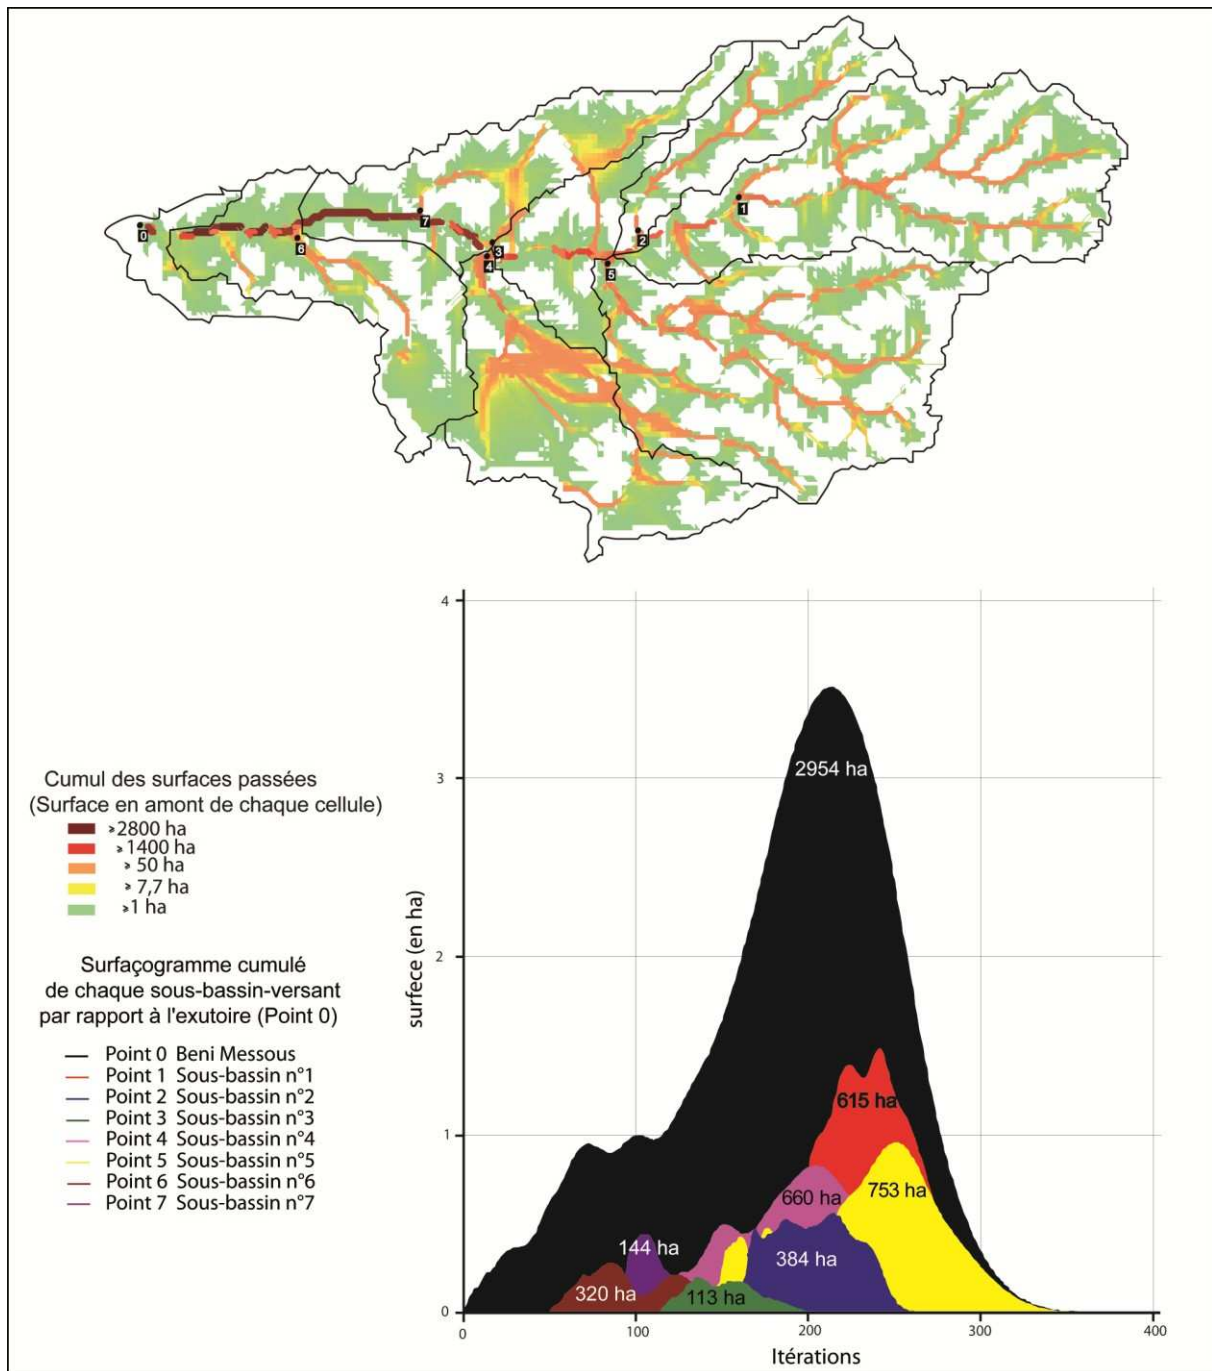 0
6
7
3
4
5
2
1
Cumul des surfaces passées
(Surface en amont de chaque cellule)
≥2800 ha
≥1400 ha
≥ 50 ha
≥ 7,7 ha
≥1 ha
Surfaçogramme cumulé
de chaque sous-bassin-versant
par rapport à l'exutoire (Point 0)
Point 0 Beni Messous
Point 1 Sous-bassin n°1
Point 2 Sous-bassin n°2
Point 3 Sous-bassin n°3
Point 4 Sous-bassin n°4
Point 5 Sous-bassin n°5
Point 6 Sous-bassin n°6
Point 7 Sous-bassin n°7
surfece (en ha)
4
3
2
1
0
2954 ha
615 ha
753 ha
660 ha
384 ha
144 ha
320 ha
113 ha
0
100
200
300
400
Itérations